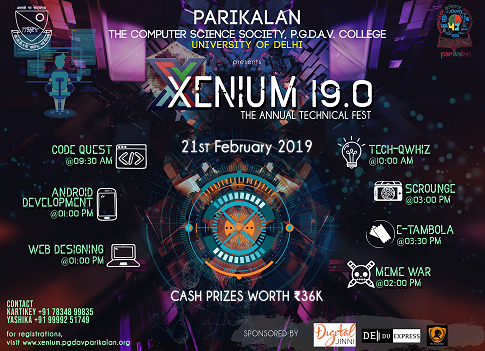 PARIKALAN
THE COMPUTER SCIENCE SOCIETY, P.G.D.A.V. COLLEGE
UNIVERSITY OF DELHI
parikalan
presents
XENIUM 19.0
THE ANNUAL TECHNICAL FEST
21ST February 2019
CODE QUEST
@09:30 AM
TECH-QWHIZ
@10:00 AM
ANDROID
DEVELOPMENT
@01:00 PM
SCROUNGE
@03:00 PM
E-TAMBOLA
@03:30 PM
WEB DESIGNING
@01:00 PM
MEME WAR
@02:00 PM
CASH PRIZES WORTH ₹36K
CONTACT
KARTIKEY +91 78348 99835
YASHIKA +91 99992 51749
for registrations,
visit www.xenium.pgdavparikalan.org
SPONSORED BY
Digital
JINNI
DU EXPRESS